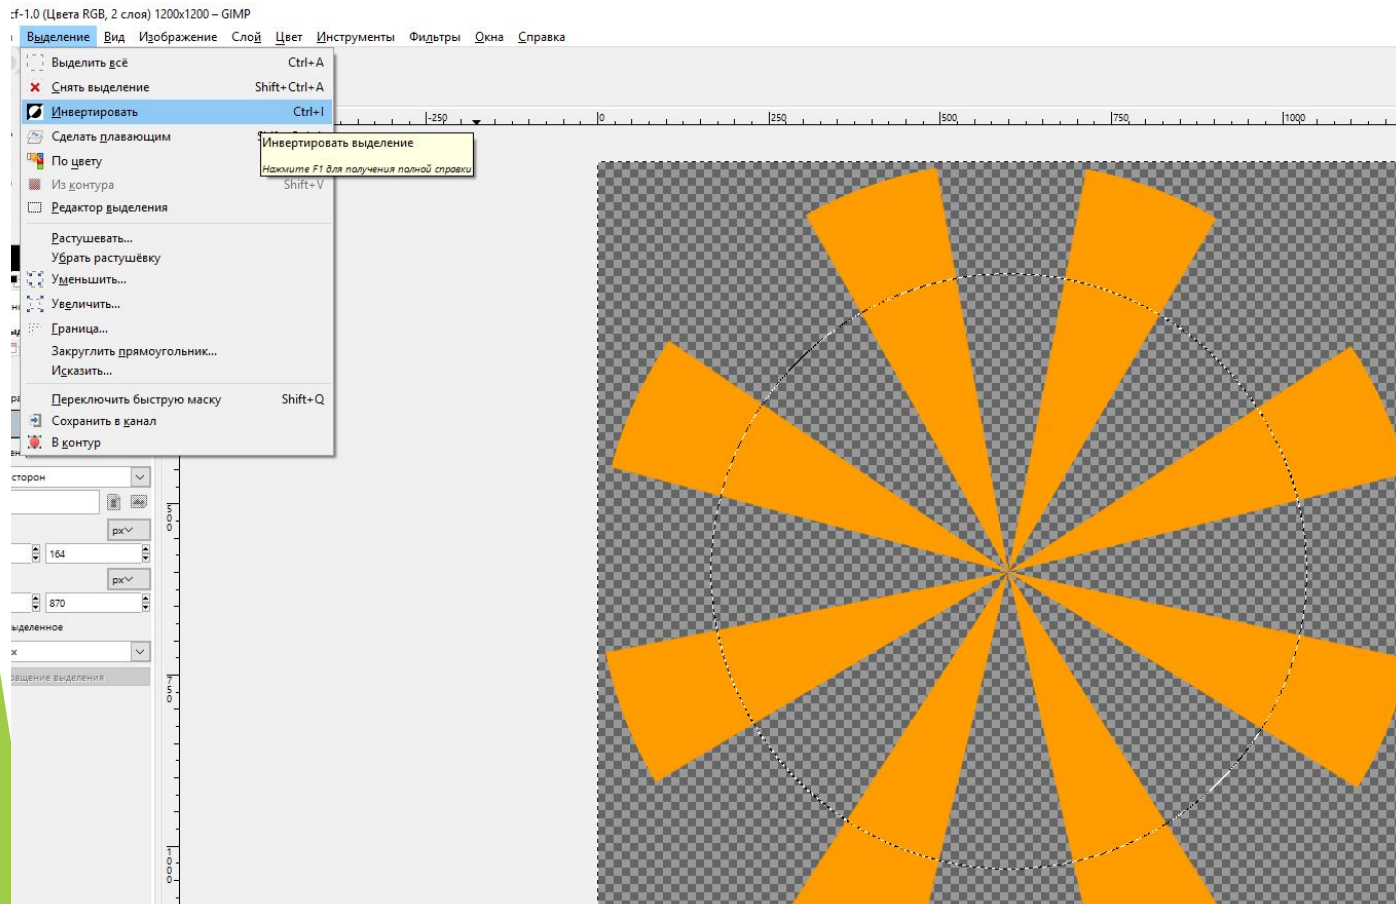 cf-1.0 (Цвета RGB, 2 слоя) 1200x1200 – GIMP
Выделение Вид Изображение Слой Цвет Инструменты Фильтры Окна Справка
Выделить всё Ctrl+A
Снять выделение Shift+Ctrl+A
Инвертировать Ctrl+I
Сделать плавающим
Инвертировать выделение
Нажмите F1 для получения полной справки
По цвету
Из контура Shift+V
Редактор выделения
Растушевать...
Убрать растушёвку
Уменьшить...
Увеличить...
Граница...
Закруглить прямоугольник...
Исказить...
Переключить быструю маску Shift+Q
Сохранить в канал
В контур
-250 0 250 500 750 1000
сторон
px
164
px
870
ыделенное
ащение выделения
500
750
1000